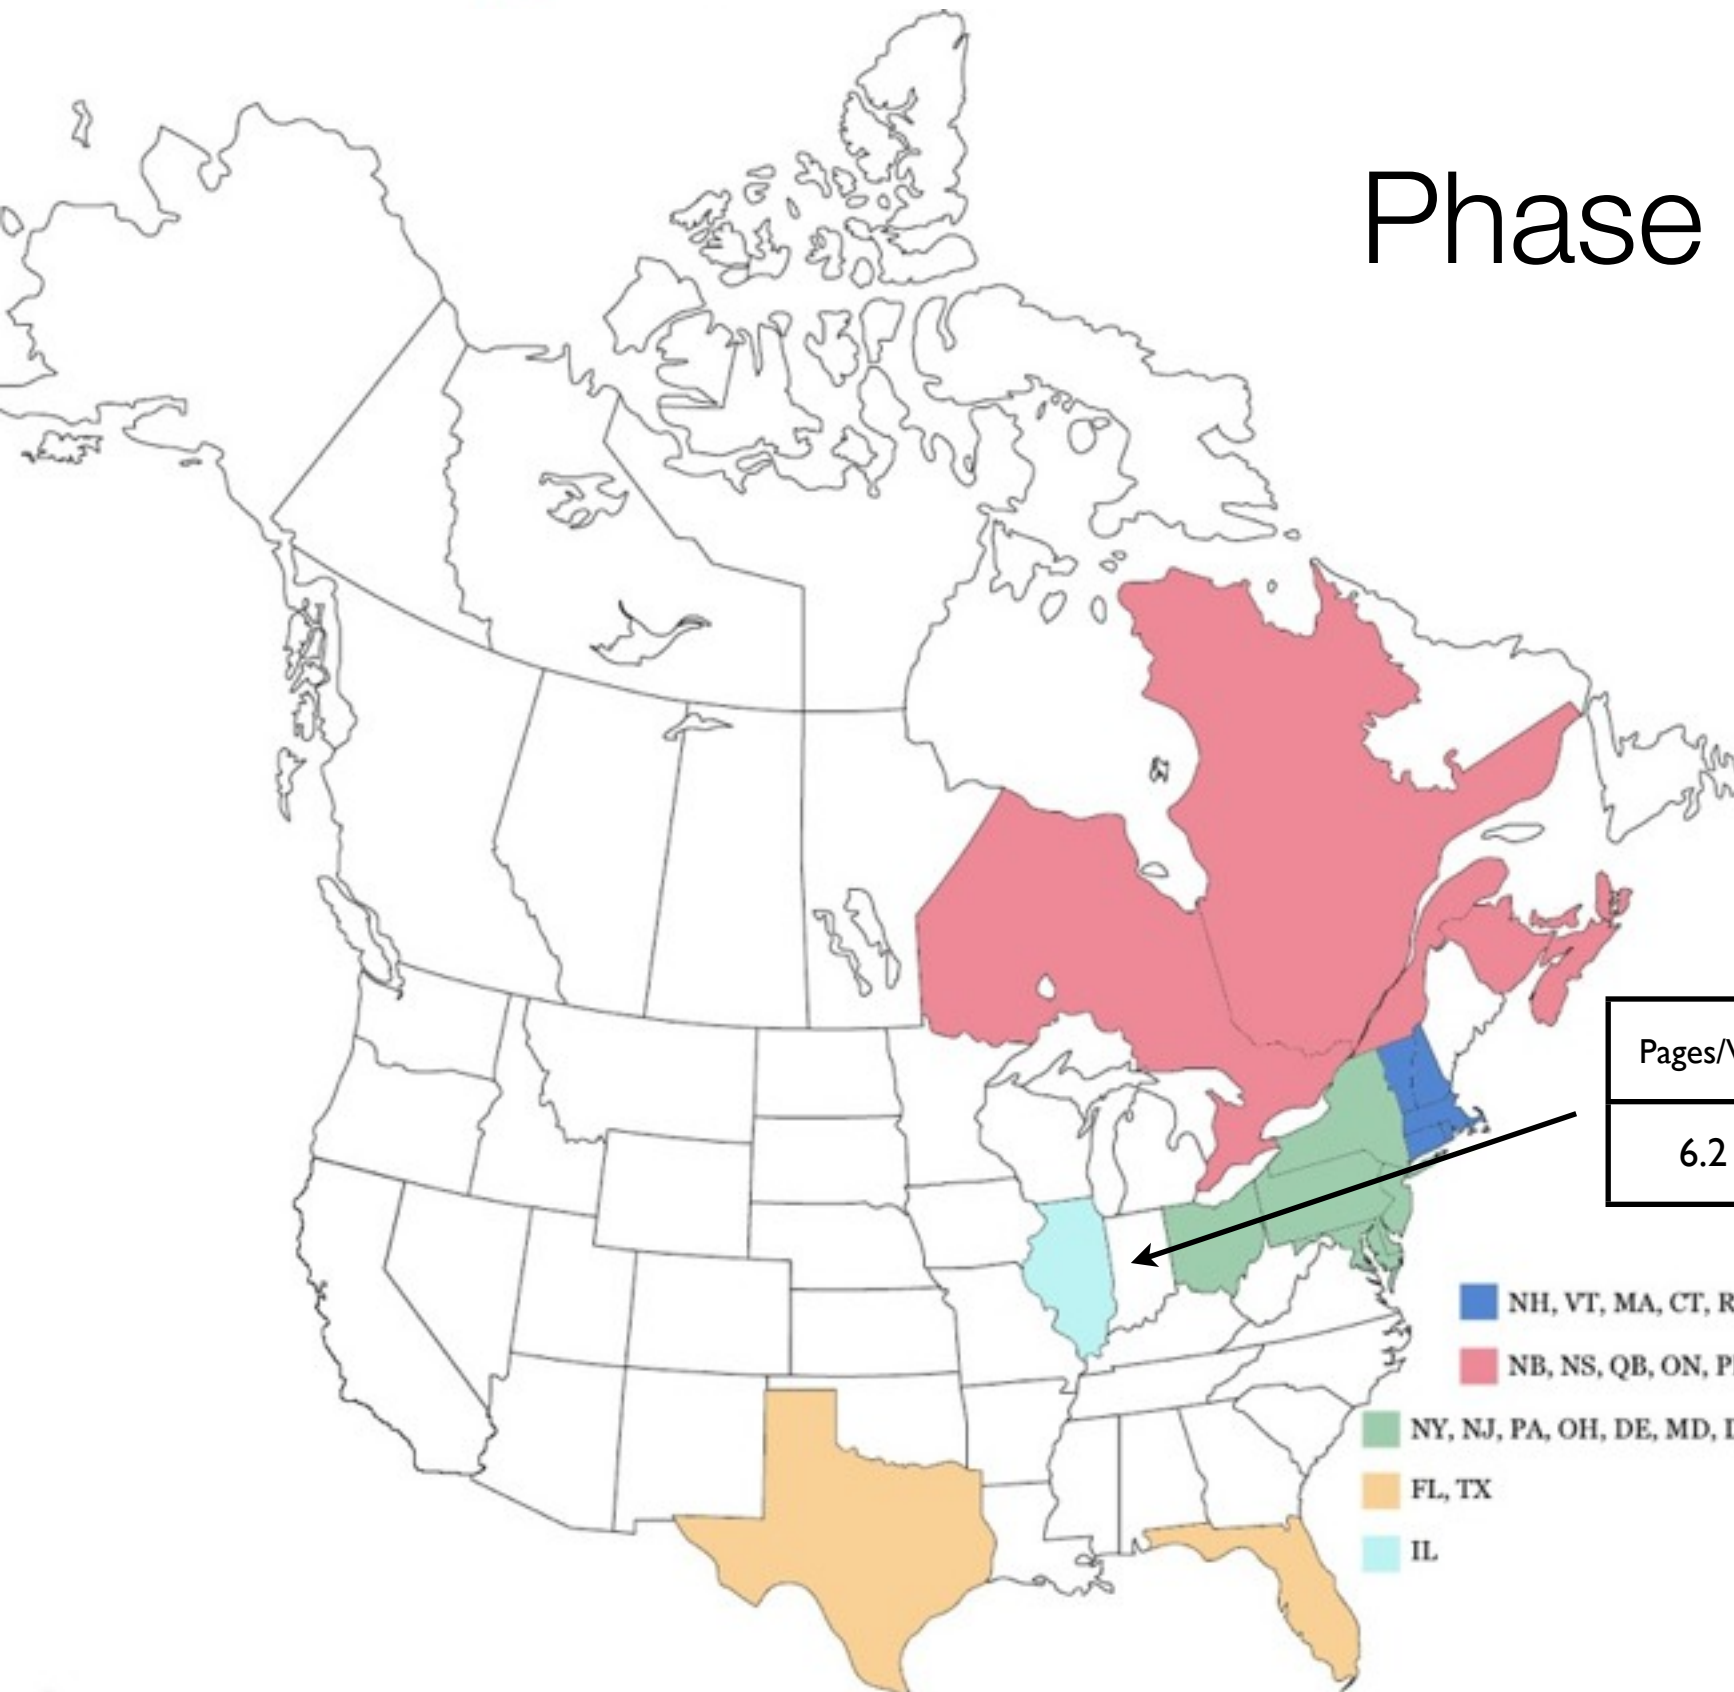 Phase
Pages/V
6.2
NH, VT, MA, CT, R
NB, NS, QB, ON, P
NY, NJ, PA, OH, DE, MD, D
FL, TX
IL